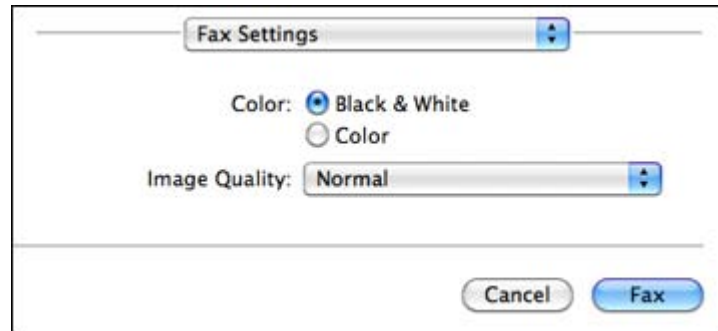 Fax Settings
Color: Black & White
Color
Image Quality: Normal
Cancel Fax